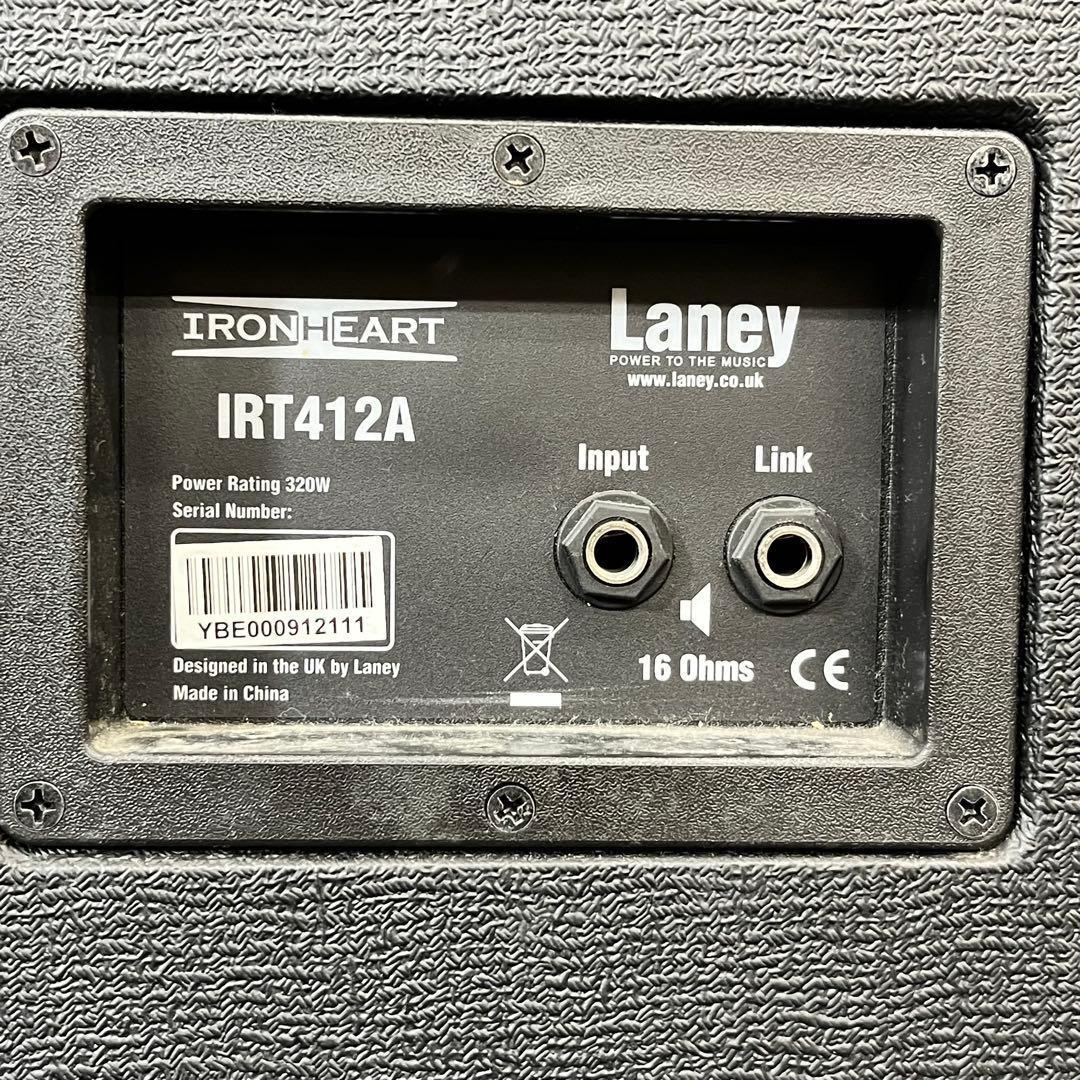 IRONHEART
IRT412A
Power Rating 320W
Serial Number:
YBE000912111
Designed in the UK by Laney
Made in China
Laney
POWER TO THE MUSIC
www.laney.co.uk
Input Link
16 Ohms CE